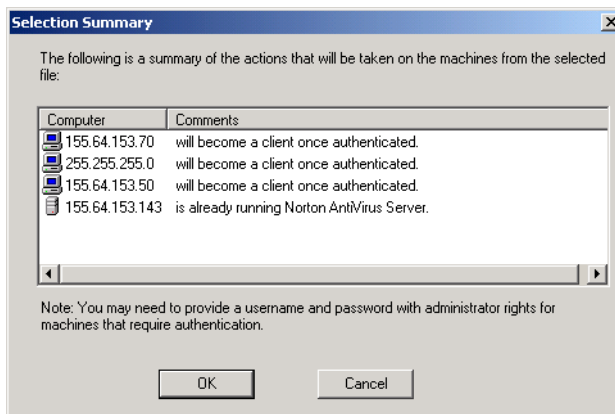 Selection Summary
The following is a summary of the actions that will be taken on the machines from the selected
file:
Computer Comments
155.64.153.70 will become a client once authenticated.
255.255.255.0 will become a client once authenticated.
155.64.153.50 will become a client once authenticated.
155.64.153.143 is already running Norton AntiVirus Server.
Note: You may need to provide a username and password with administrator rights for
machines that require authentication.
OK Cancel